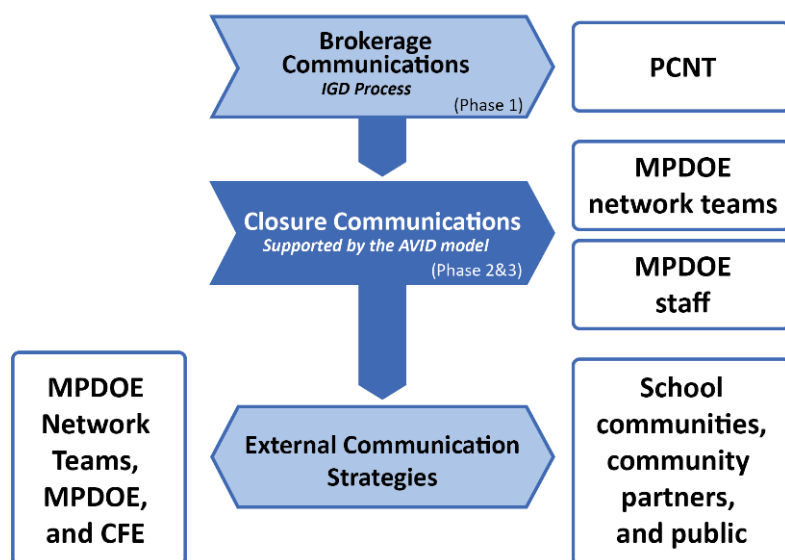 Brokerage
Communications
IGD Process
(Phase 1)
PCNT
Closure Communications
Supported by the AVID model
(Phase 2&3)
MPDOE
network teams
MPDOE
staff
MPDOE
Network
Teams,
MPDOE,
and CFE
External Communication
Strategies
School
communities,
community
partners,
and public